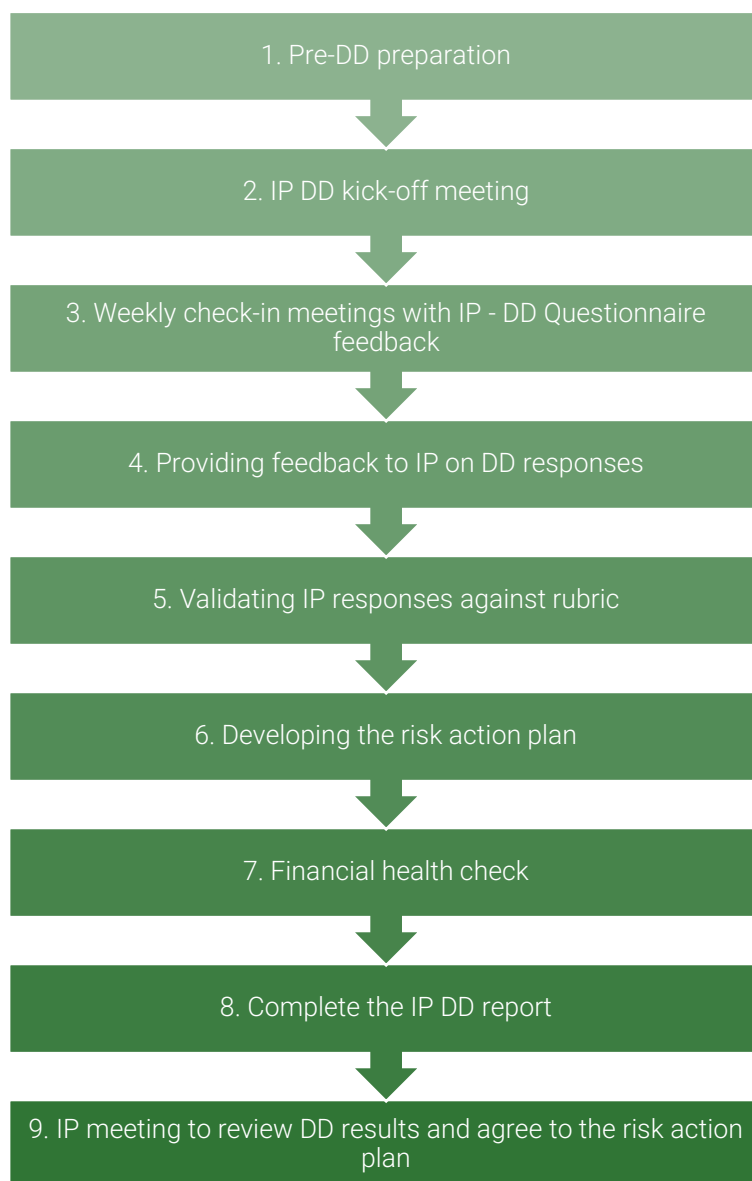 1. Pre-DD preparation
2. IP DD kick-off meeting
3. Weekly check-in meetings with IP - DD Questionnaire
feedback
4. Providing feedback to IP on DD responses
5. Validating IP responses against rubric
6. Developing the risk action plan
7. Financial health check
8. Complete the IP DD report
9. IP meeting to review DD results and agree to the risk action
plan